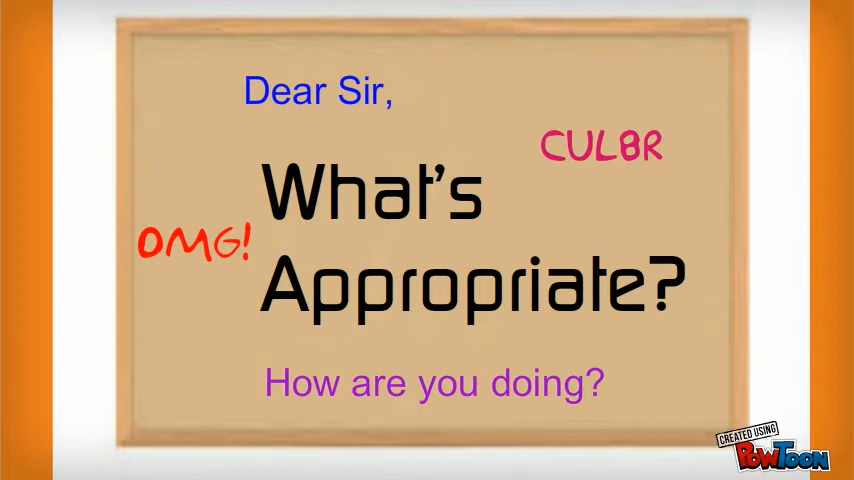 Dear Sir,
CUL8R
What's
OMG!
Appropriate?
How are you doing?
CREATED USING
POWTOON